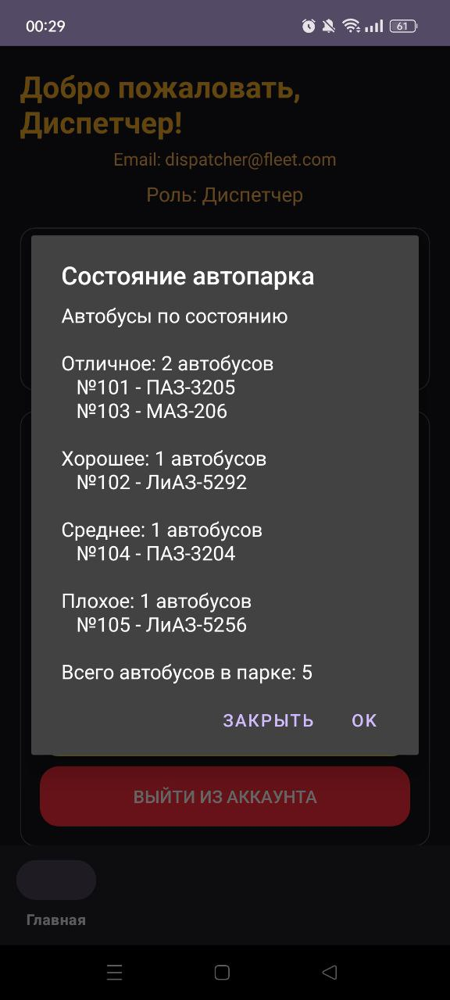 00:29
61
Добро пожаловать,
Диспетчер!
Email: dispatcher@fleet.com
Роль: Диспетчер
Состояние автопарка
Автобусы по состоянию
Отличное: 2 автобусов
№101 - ПАЗ-3205
№103 - МАЗ-206
Хорошее: 1 автобусов
№102 - ЛиАЗ-5292
Среднее: 1 автобусов
№104 - ПАЗ-3204
Плохое: 1 автобусов
№105 - ЛиАЗ-5256
Всего автобусов в парке: 5
ЗАКРЫТЬ OK
ВЫЙТИ ИЗ АККАУНТА
Главная